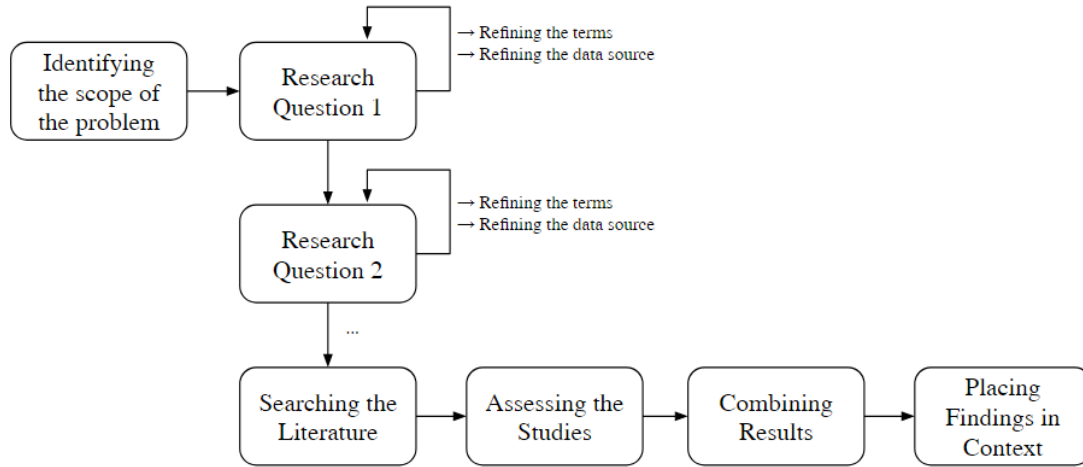 Identifying
the scope of
the problem
Research
Question 1
→ Refining the terms
→ Refining the data source
Research
Question 2
→ Refining the terms
→ Refining the data source
...
Searching the
Literature
Assessing the
Studies
Combining
Results
Placing
Findings in
Context